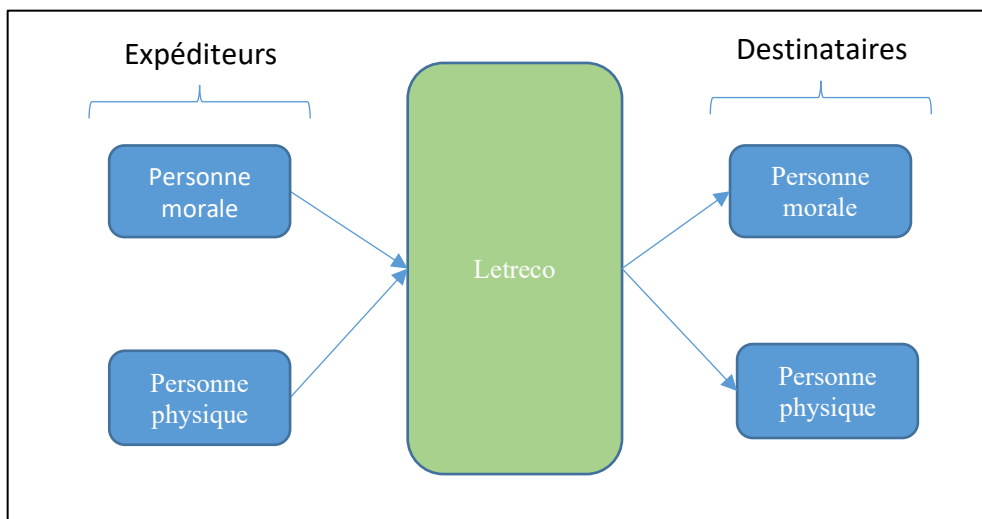 Expéditeurs
Destinataires
Personne
morale
Personne
physique
Letreco
Personne
morale
Personne
physique